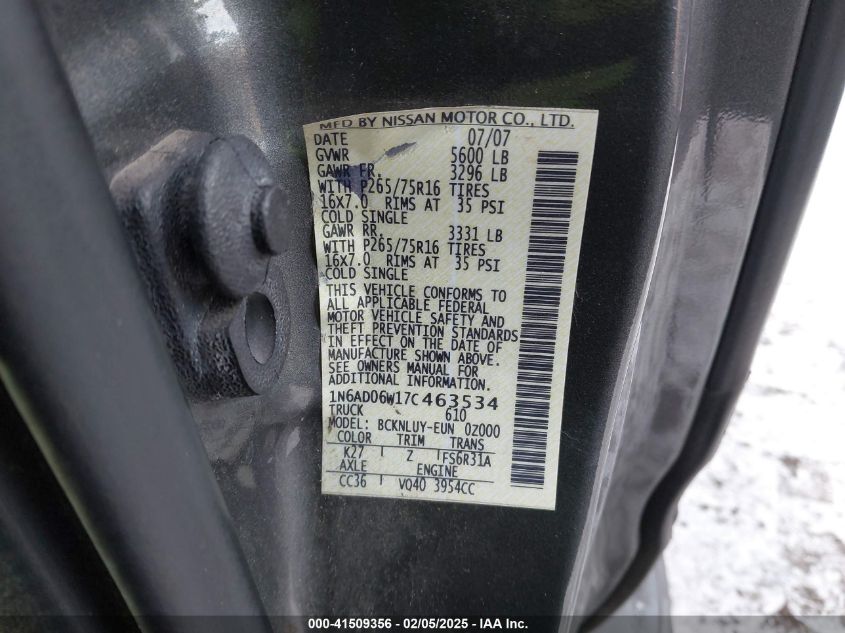 MFD BY NISSAN MOTOR CO., LTD.
DATE 07/07
GVWR 5600 LB
GAWR FR. 3296 LB
WITH P265/75R16 TIRES
16X7.0 RIMS AT 35 PSI
COLD SINGLE
GAWR RR. 3331 LB
WITH P265/75R16 TIRES
16X7.0 RIMS AT 35 PSI
COLD SINGLE
THIS VEHICLE CONFORMS TO
ALL APPLICABLE FEDERAL
MOTOR VEHICLE SAFETY AND
THEFT PREVENTION STANDARDS
IN EFFECT ON THE DATE OF
MANUFACTURE SHOWN ABOVE.
SEE OWNERS MANUAL FOR
ADDITIONAL INFORMATION.
1N6AD06W17C463534
TRUCK 610
MODEL: BCKNLUY-EUN 0Z000
COLOR TRIM TRANS
K27 Z FS6R31A
AXLE ENGINE
CC36 VQ40 3954CC
000-41509356 - 02/05/2025 - IAA Inc.